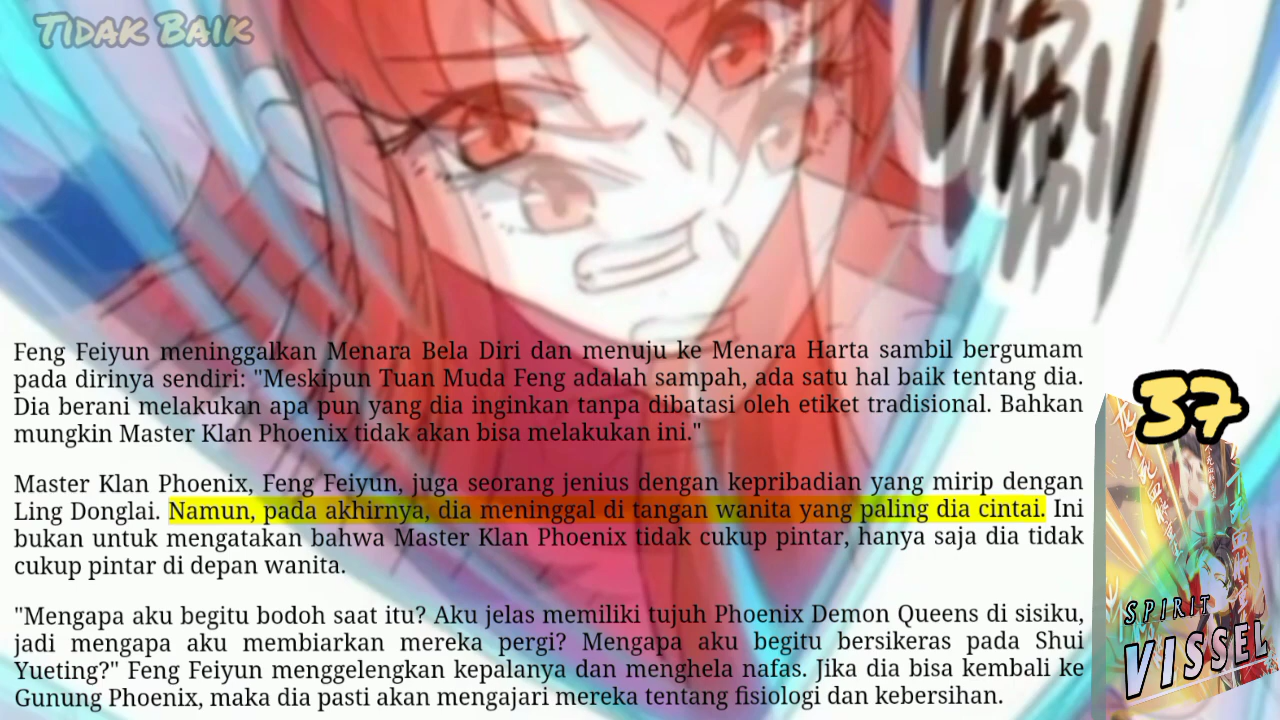 Tidak Baik
Feng Feiyun meninggalkan Menara Bela Diri dan menuju ke Menara Harta sambil bergumam
pada dirinya sendiri: "Meskipun Tuan Muda Feng adalah sampah, ada satu hal baik tentang dia.
Dia berani melakukan apa pun yang dia inginkan tanpa dibatasi oleh etiket tradisional. Bahkan
mungkin Master Klan Phoenix tidak akan bisa melakukan ini."
Master Klan Phoenix, Feng Feiyun, juga seorang jenius dengan kepribadian yang mirip dengan
Ling Donglai. Namun, pada akhirnya, dia meninggal di tangan wanita yang paling dia cintai. Ini
bukan untuk mengatakan bahwa Master Klan Phoenix tidak cukup pintar, hanya saja dia tidak
cukup pintar di depan wanita.
"Mengapa aku begitu bodoh saat itu? Aku jelas memiliki tujuh Phoenix Demon Queens di sisiku,
jadi mengapa aku membiarkan mereka pergi? Mengapa aku begitu bersikeras pada Shui
Yueting?" Feng Feiyun menggelengkan kepalanya dan menghela nafas. Jika dia bisa kembali ke
Gunung Phoenix, maka dia pasti akan mengajari mereka tentang fisiologi dan kebersihan.
37
SPIRIT
VISSEL